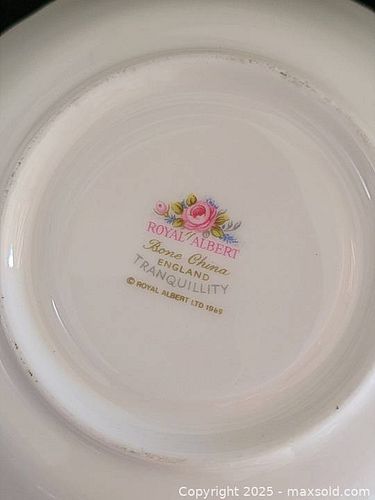 ROYAL ALBERT
Bone China
ENGLAND
TRANQUILLITY
© ROYAL ALBERT LTD 1969
Copyright © 2025 - maxsold.com